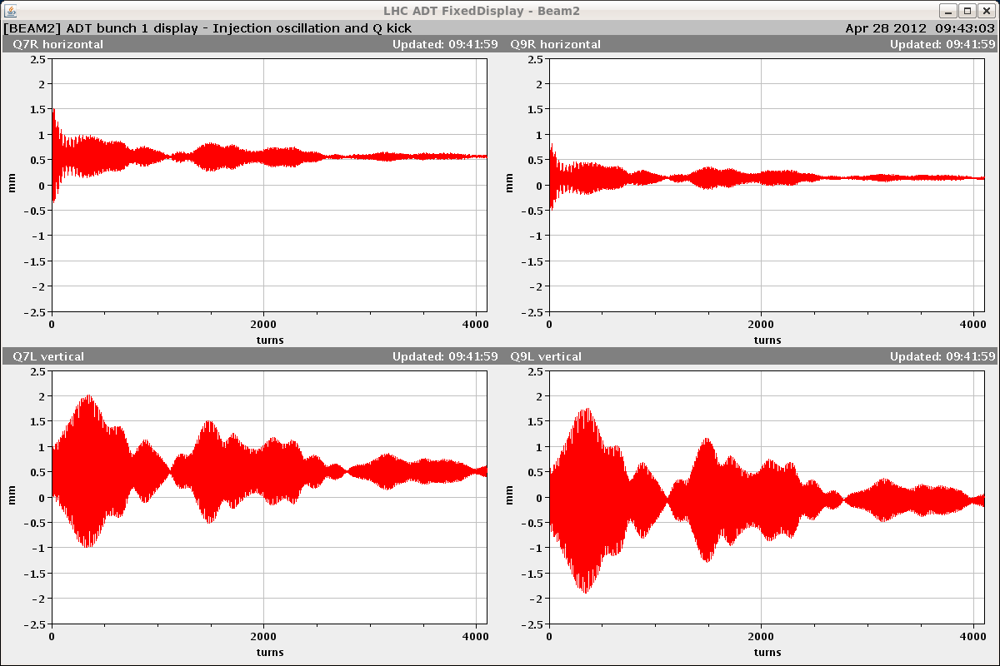 LHC ADT FixedDisplay - Beam2
[BEAM2] ADT bunch 1 display - Injection oscillation and Q kick Apr 28 2012 09:43:03
Q7R horizontal Updated: 09:41:59
2.5
2
1.5
1
0.5
0
-0.5
-1
-1.5
-2
-2.5
mm
0 2000 4000
turns
Q9R horizontal Updated: 09:41:59
2.5
2
1.5
1
0.5
0
-0.5
-1
-1.5
-2
-2.5
mm
0 2000 4000
turns
Q7L vertical Updated: 09:41:59
2.5
2
1.5
1
0.5
0
-0.5
-1
-1.5
-2
-2.5
mm
0 2000 4000
turns
Q9L vertical Updated: 09:41:59
2.5
2
1.5
1
0.5
0
-0.5
-1
-1.5
-2
-2.5
mm
0 2000 4000
turns